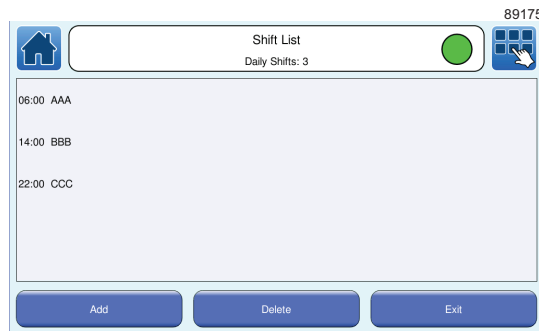 89175
Shift List
Daily Shifts: 3
06:00 AAA
14:00 BBB
22:00 CCC
Add
Delete
Exit